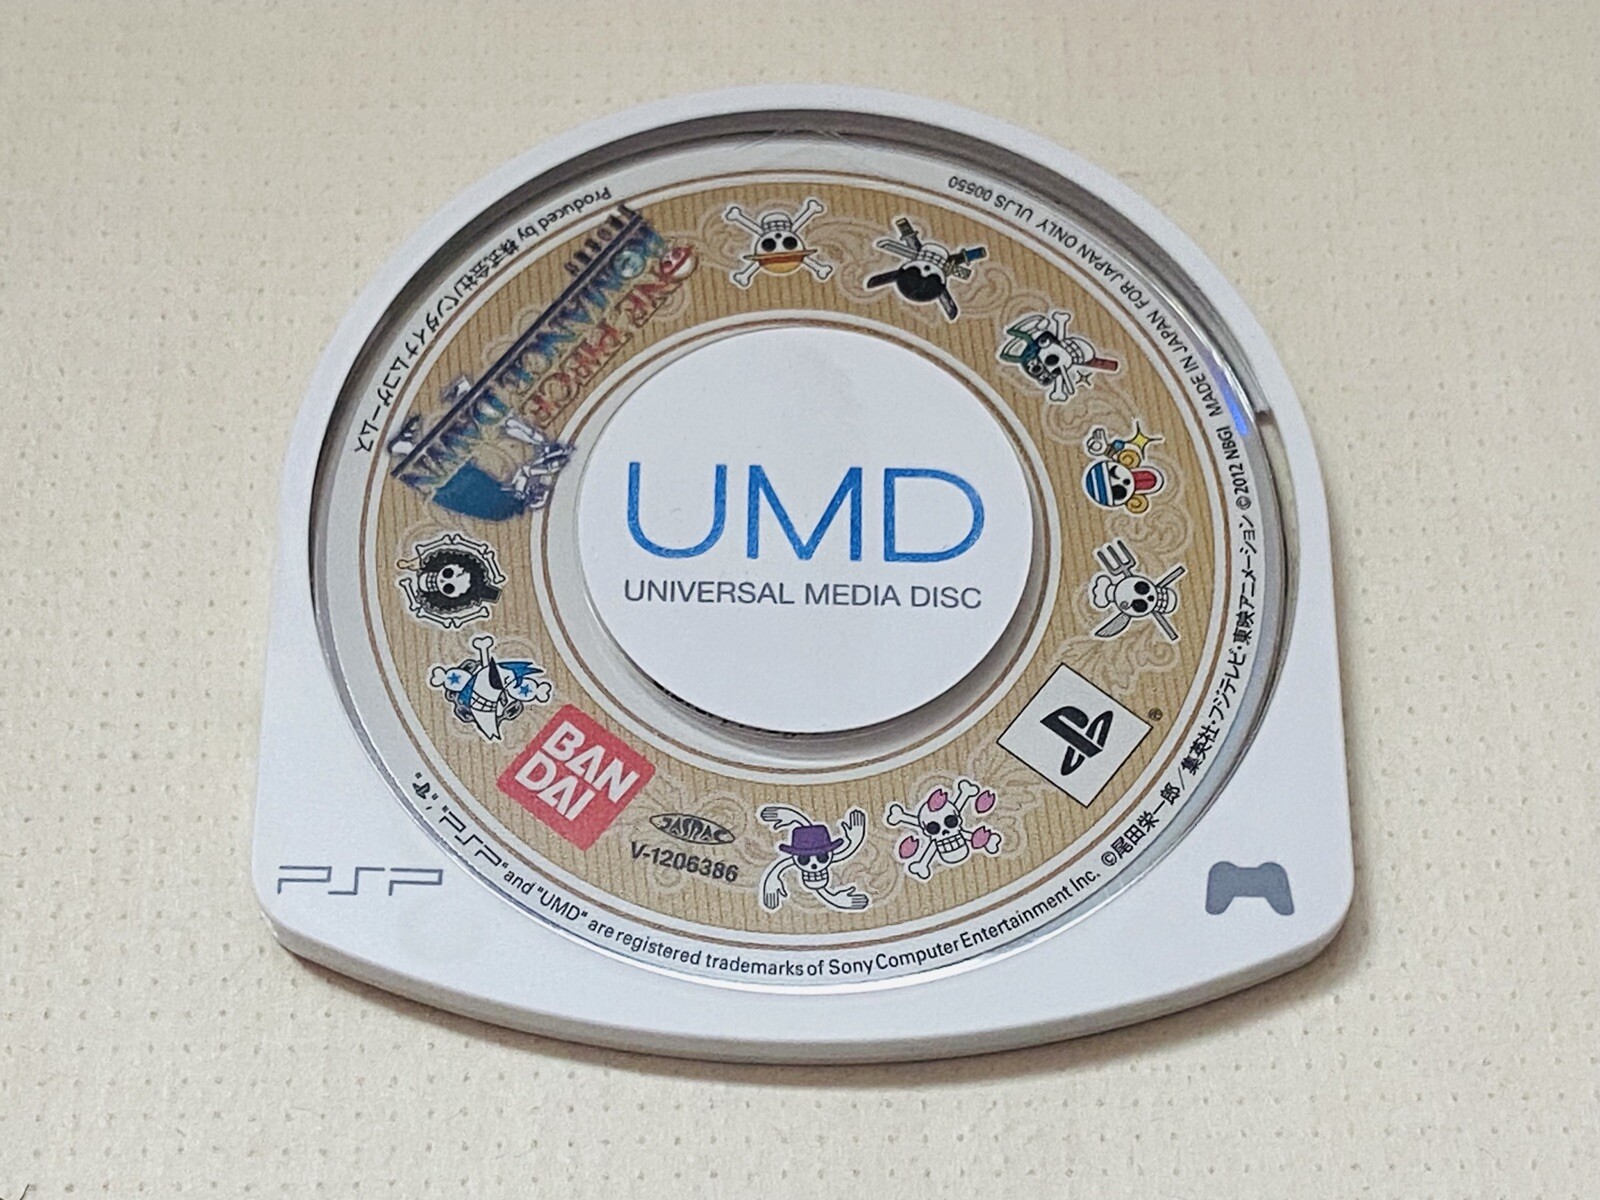 UMD
UNIVERSAL MEDIA DISC
ONE PIECE
ROMANCE DAWN
Produced by 株式会社バンダイナムコゲームス
FOR JAPAN ONLY ULJS 00550
MADE IN JAPAN
©尾田栄一郎/集英社・フジテレビ・東映アニメーション ©2012 NBGI
BAN
DAI
JASRAC
V-1206386
"PSP" and "UMD" are registered trademarks of Sony Computer Entertainment Inc.
PSP